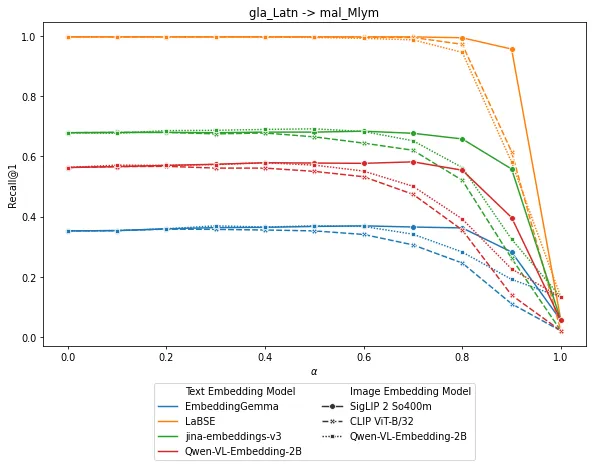 gla_Latn -> mal_Mlym
1.0
0.8
0.6
0.4
0.2
0.0
Recall@1
0.0 0.2 0.4 0.6 0.8 1.0
α
Text Embedding Model Image Embedding Model
EmbeddingGemma SigLIP 2 So400m
LaBSE CLIP ViT-B/32
jina-embeddings-v3 Qwen-VL-Embedding-2B
Qwen-VL-Embedding-2B